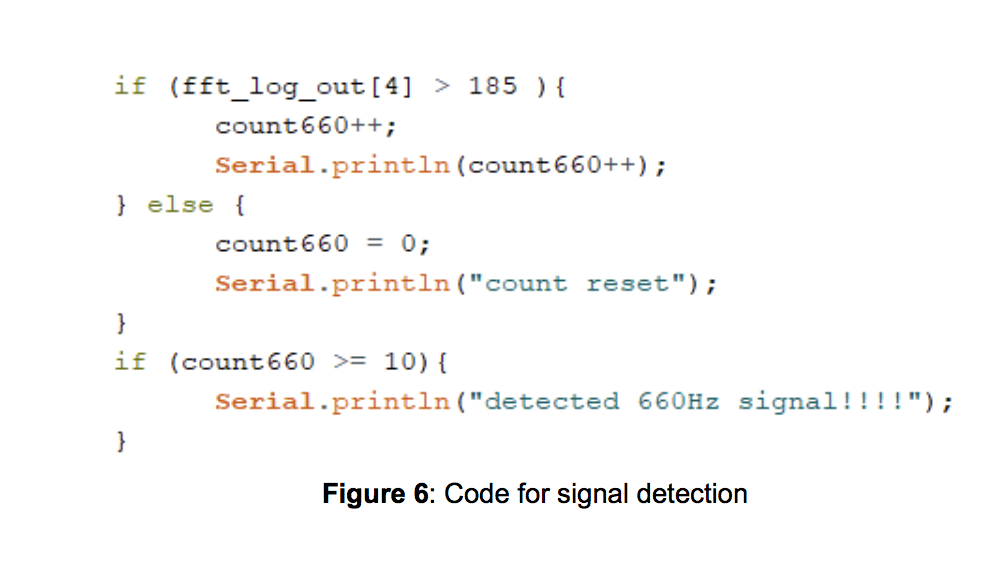 if (fft_log_out[4] > 185 ){
count660++;
Serial.println(count660++);
} else {
count660 = 0;
Serial.println("count reset");
}
if (count660 >= 10){
Serial.println("detected 660Hz signal!!!!");
}
Figure 6: Code for signal detection